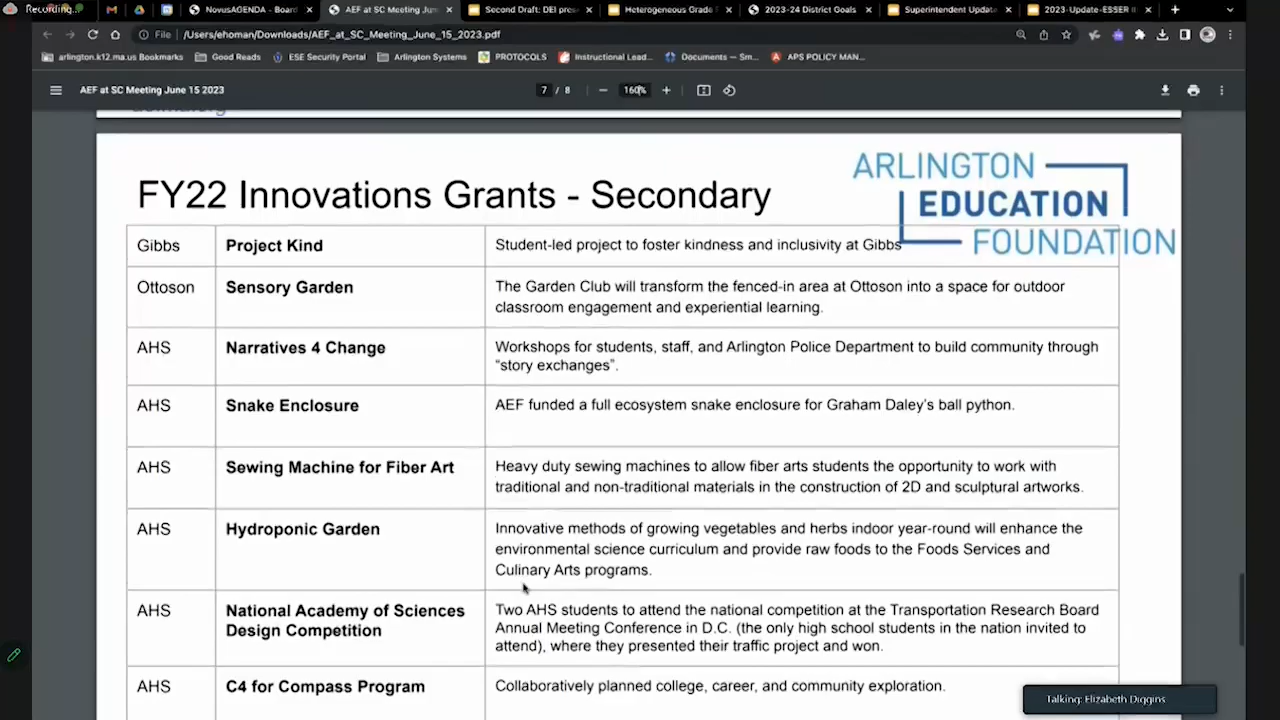 Recording...
NovusAGENDA - Board
AEF at SC Meeting Jun
Second Draft: DEI pres
Heterogeneous Grade
2023-24 District Goals
Superintendent Updat
2023-Update-ESSER
File /Users/ehoman/Downloads/AEF_at_SC_Meeting_June_15_2023.pdf
arlington.k12.ma.us Bookmarks
Good Reads
ESE Security Portal
Arlington Systems
PROTOCOLS
Instructional Lead...
Documents — Sm...
APS POLICY MAN...
AEF at SC Meeting June 15 2023
7 / 8
160%
ARLINGTON
EDUCATION
FOUNDATION
FY22 Innovations Grants - Secondary
Gibbs Project Kind Student-led project to foster kindness and inclusivity at Gibbs
Ottoson Sensory Garden The Garden Club will transform the fenced-in area at Ottoson into a space for outdoor
classroom engagement and experiential learning.
AHS Narratives 4 Change Workshops for students, staff, and Arlington Police Department to build community through
“story exchanges”.
AHS Snake Enclosure AEF funded a full ecosystem snake enclosure for Graham Daley’s ball python.
AHS Sewing Machine for Fiber Art Heavy duty sewing machines to allow fiber arts students the opportunity to work with
traditional and non-traditional materials in the construction of 2D and sculptural artworks.
AHS Hydroponic Garden Innovative methods of growing vegetables and herbs indoor year-round will enhance the
environmental science curriculum and provide raw foods to the Foods Services and
Culinary Arts programs.
AHS National Academy of Sciences Two AHS students to attend the national competition at the Transportation Research Board
Design Competition Annual Meeting Conference in D.C. (the only high school students in the nation invited to
attend), where they presented their traffic project and won.
AHS C4 for Compass Program Collaboratively planned college, career, and community exploration.
Talking: Elizabeth Diggins